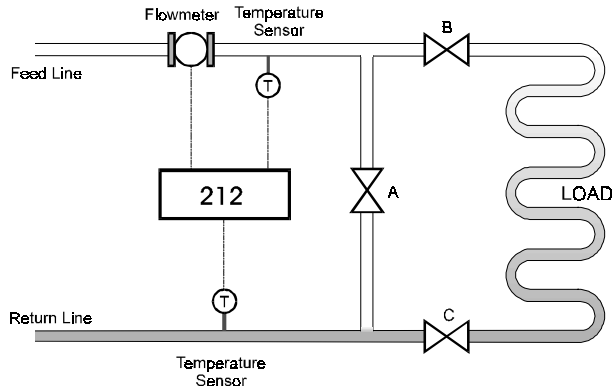 Flowmeter
Temperature
Sensor
B
Feed Line
T
212
A
LOAD
T
Return Line
C
Temperature
Sensor